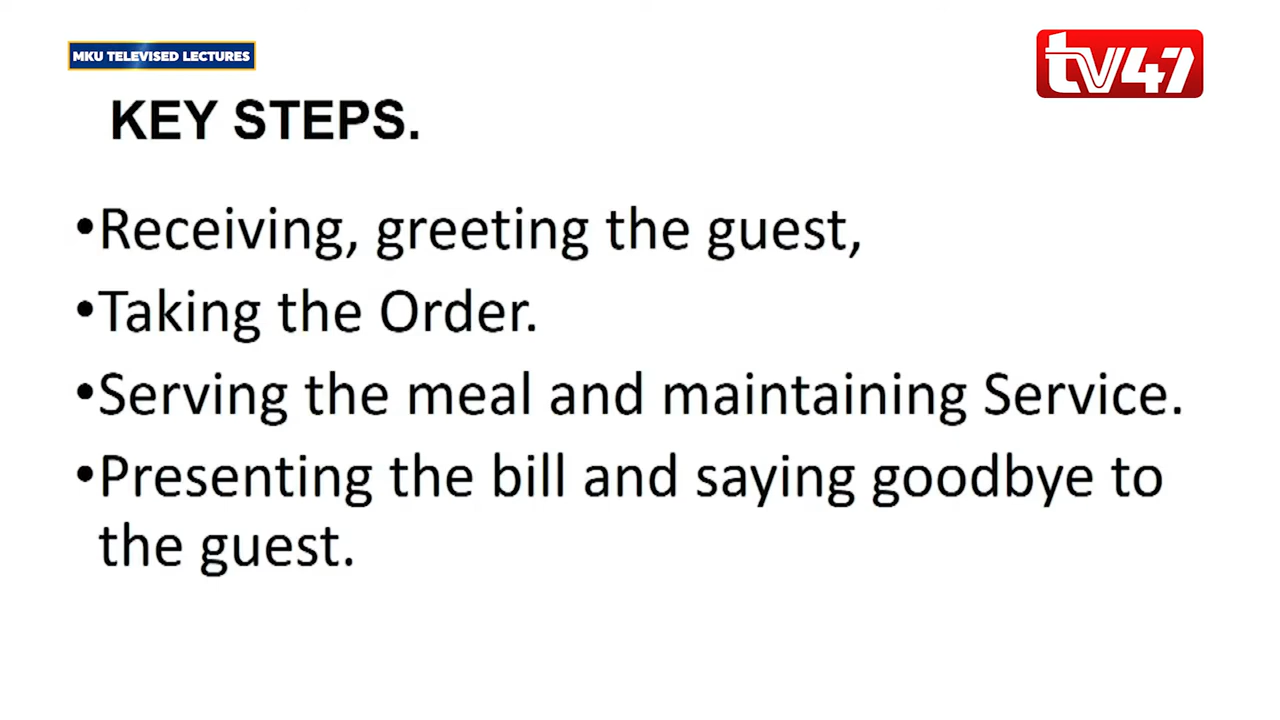 MKU TELEVISED LECTURES
tv47
KEY STEPS.
•Receiving, greeting the guest,
•Taking the Order.
•Serving the meal and maintaining Service.
•Presenting the bill and saying goodbye to
the guest.